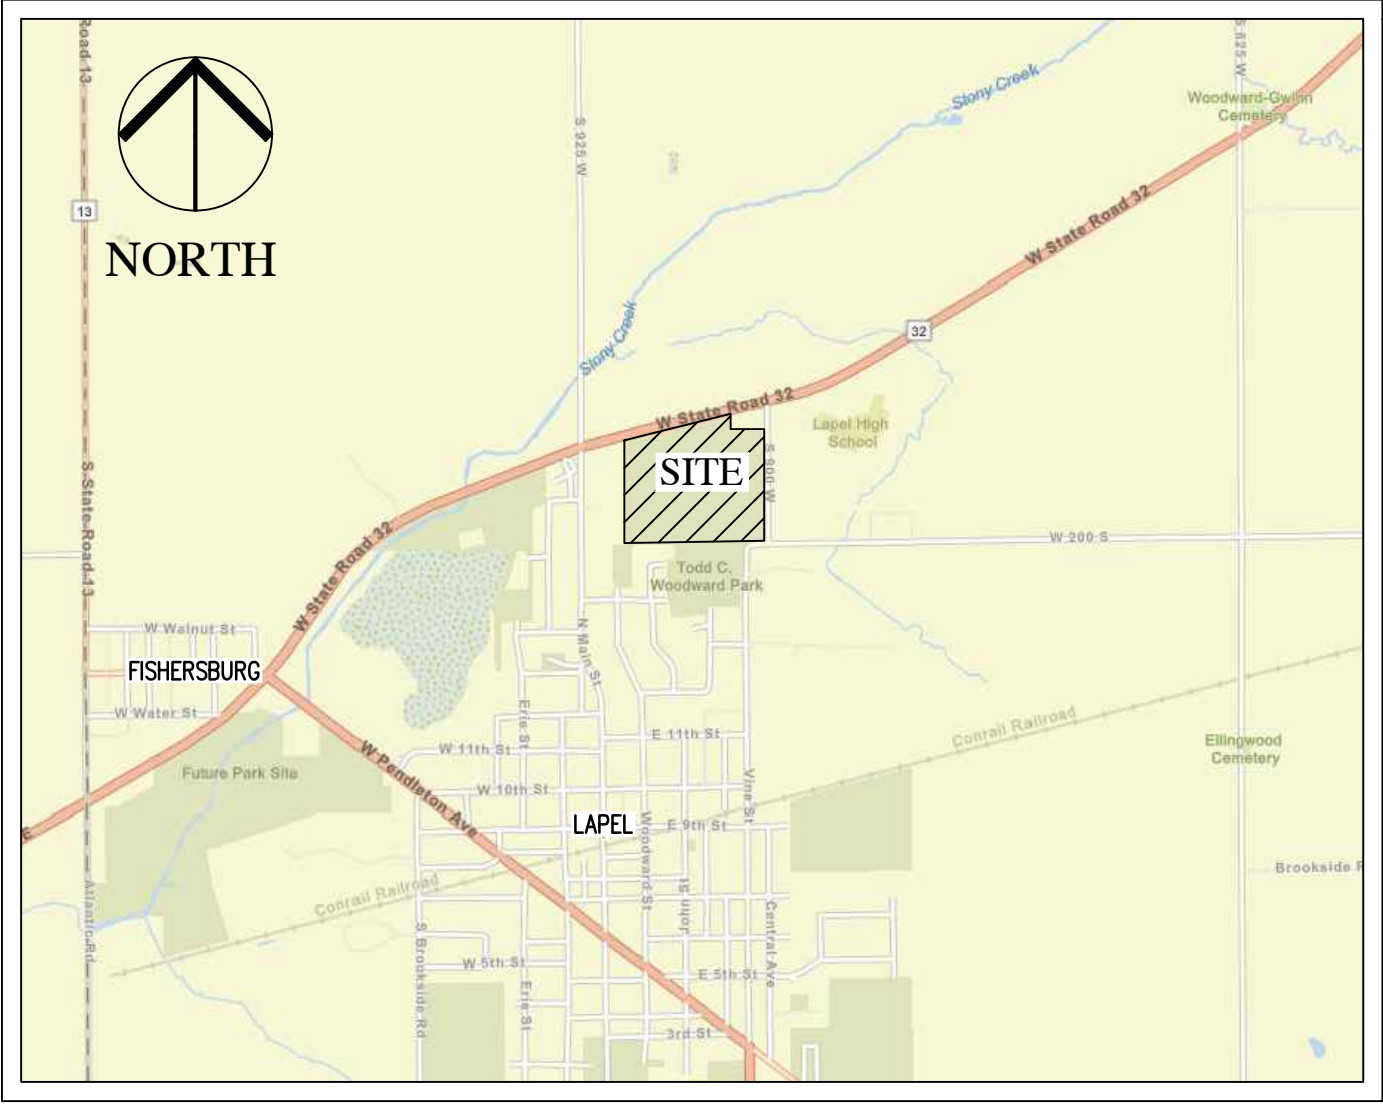 Road 13
S 825 W
Stony Creek
Woodward-Gwinn
Cemetery
S 925 W
13
W State Road 32
NORTH
Stony Creek
32
W State Road 32
Lapel High
School
SITE
S 900 W
S State Road 13
W State Road 32
W 200 S
Todd C.
Woodward Park
W Walnut St
N Main St
FISHERSBURG
W Water St
Erie St
E 11th St
Conrail Railroad
Ellingwood
Cemetery
W 11th St
W Pendleton Ave
Future Park Site
W 10th St
Vine St
LAPEL
Woodward St
E 9th St
Brookside
Conrail Railroad
Atlantic Rd
John St
Central Ave
S Brookside Rd
W 5th St
E 5th St
Erie St
3rd St